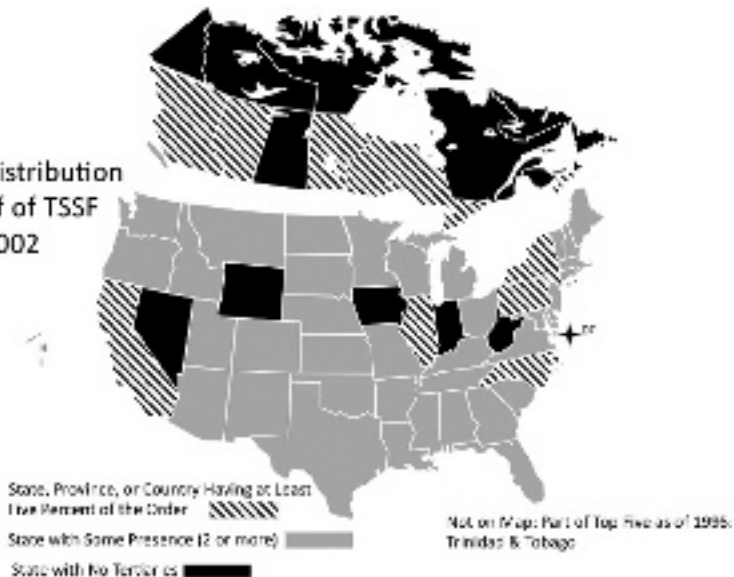 istribution
f of TSSF
002
State, Province, or Country Having at Least
Five Percent of the Order
State with Some Presence (2 or more)
State with No Tertiaries
Not on Map: Part of Top Five as of 1995:
Trinidad & Tobago